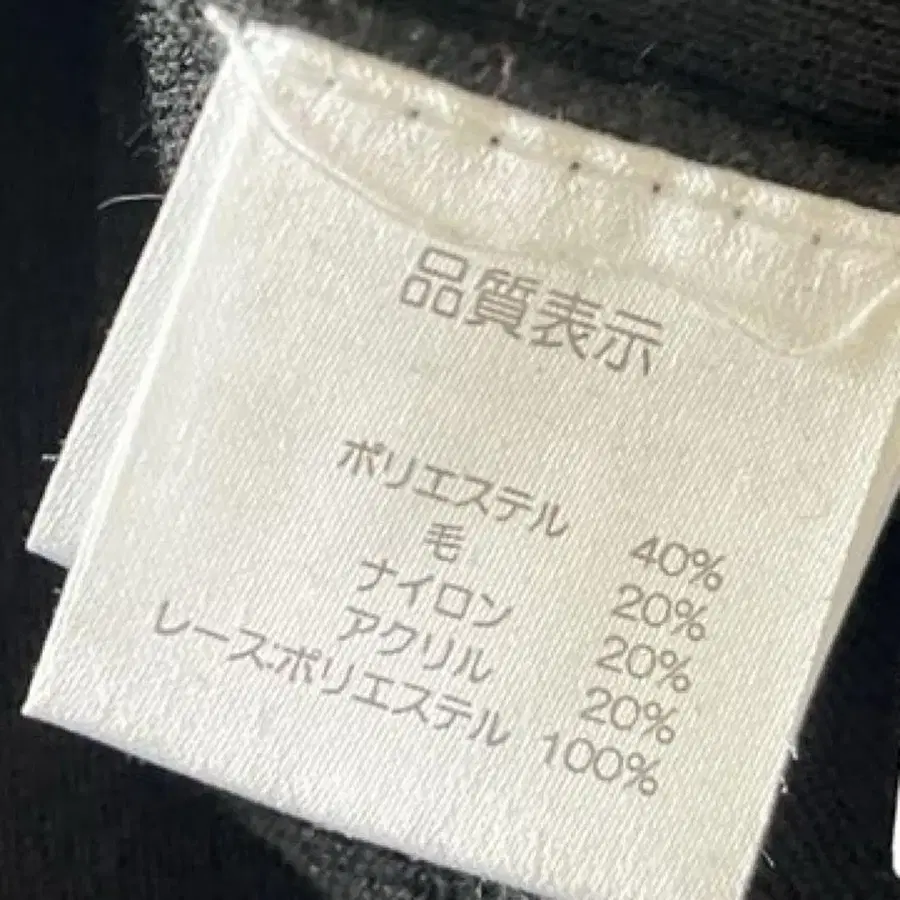 品質表示
ポリエステル 40%
毛 20%
ナイロン 20%
アクリル 20%
レース:ポリエステル 100%